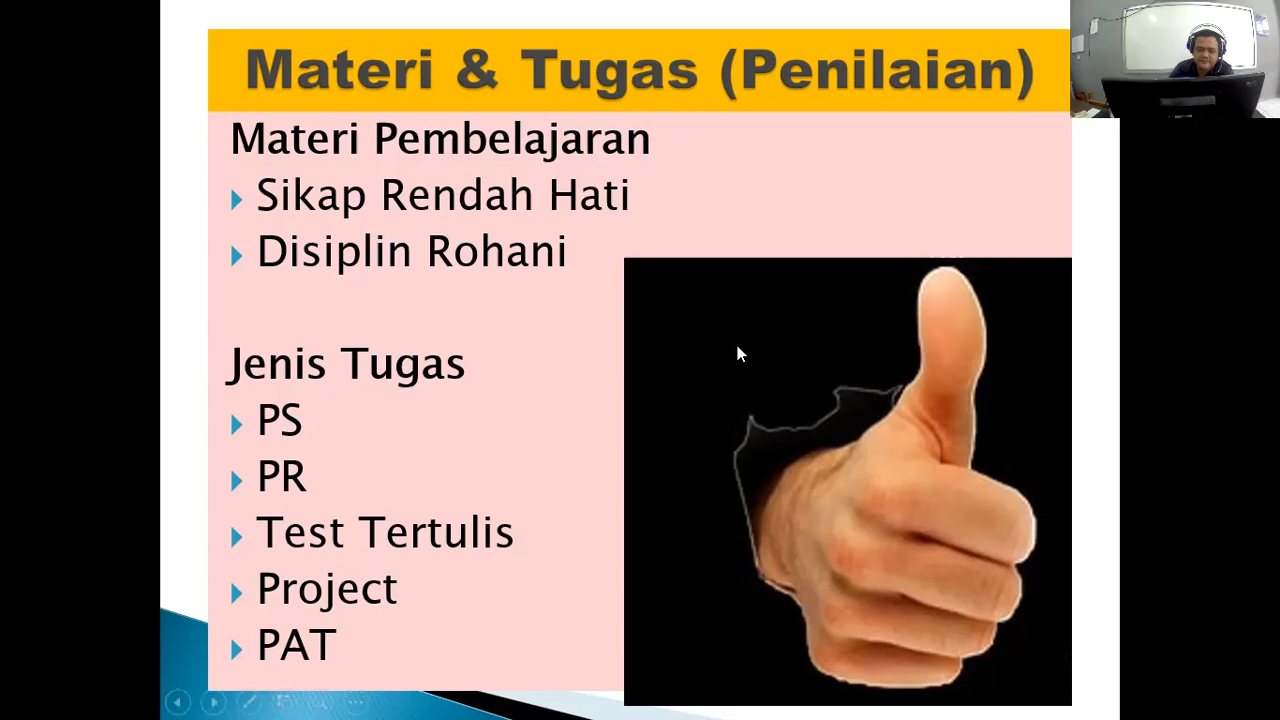 Materi & Tugas (Penilaian)
Materi Pembelajaran
Sikap Rendah Hati
Disiplin Rohani
Jenis Tugas
PS
PR
Test Tertulis
Project
PAT